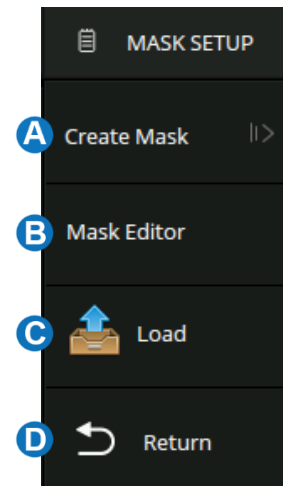 MASK SETUP
A Create Mask
B Mask Editor
C Load
D Return